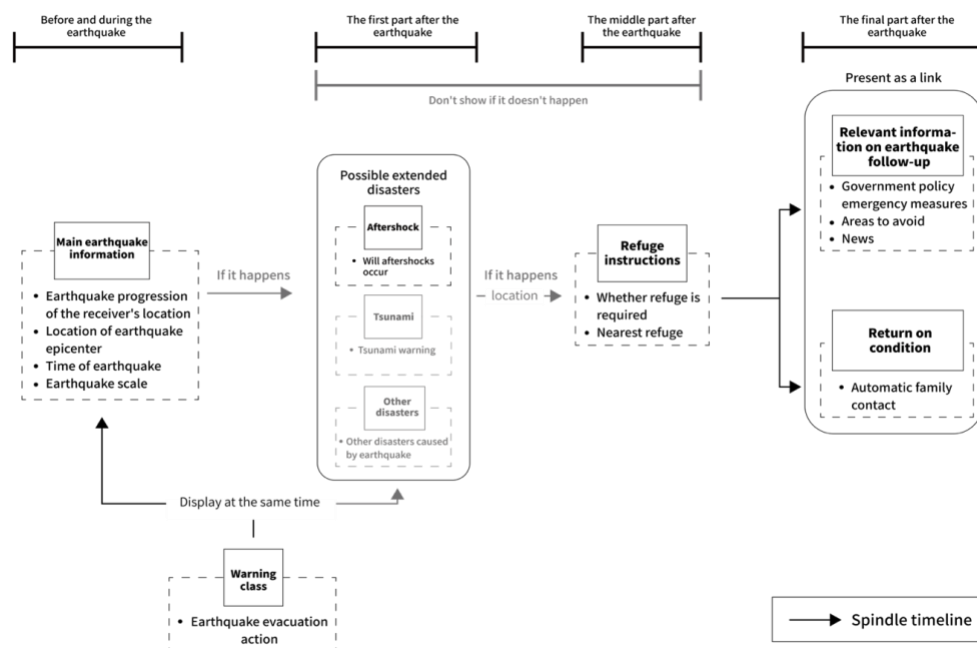 Before and during the
earthquake
The first part after the
earthquake
The middle part after
the earthquake
The final part after the
earthquake
Don't show if it doesn't happen
Present as a link
Main earthquake
information
• Earthquake progression
of the receiver's location
• Location of earthquake
epicenter
• Time of earthquake
• Earthquake scale
If it happens
Possible extended
disasters
Aftershock
• Will aftershocks
occur
Tsunami
• Tsunami warning
Other
disasters
• Other disasters caused
by earthquake
If it happens
location
Refuge
instructions
• Whether refuge is
required
• Nearest refuge
Relevant informa-
tion on earthquake
follow-up
• Government policy
emergency measures
• Areas to avoid
• News
Return on
condition
• Automatic family
contact
Display at the same time
Warning
class
• Earthquake evacuation
action
Spindle timeline